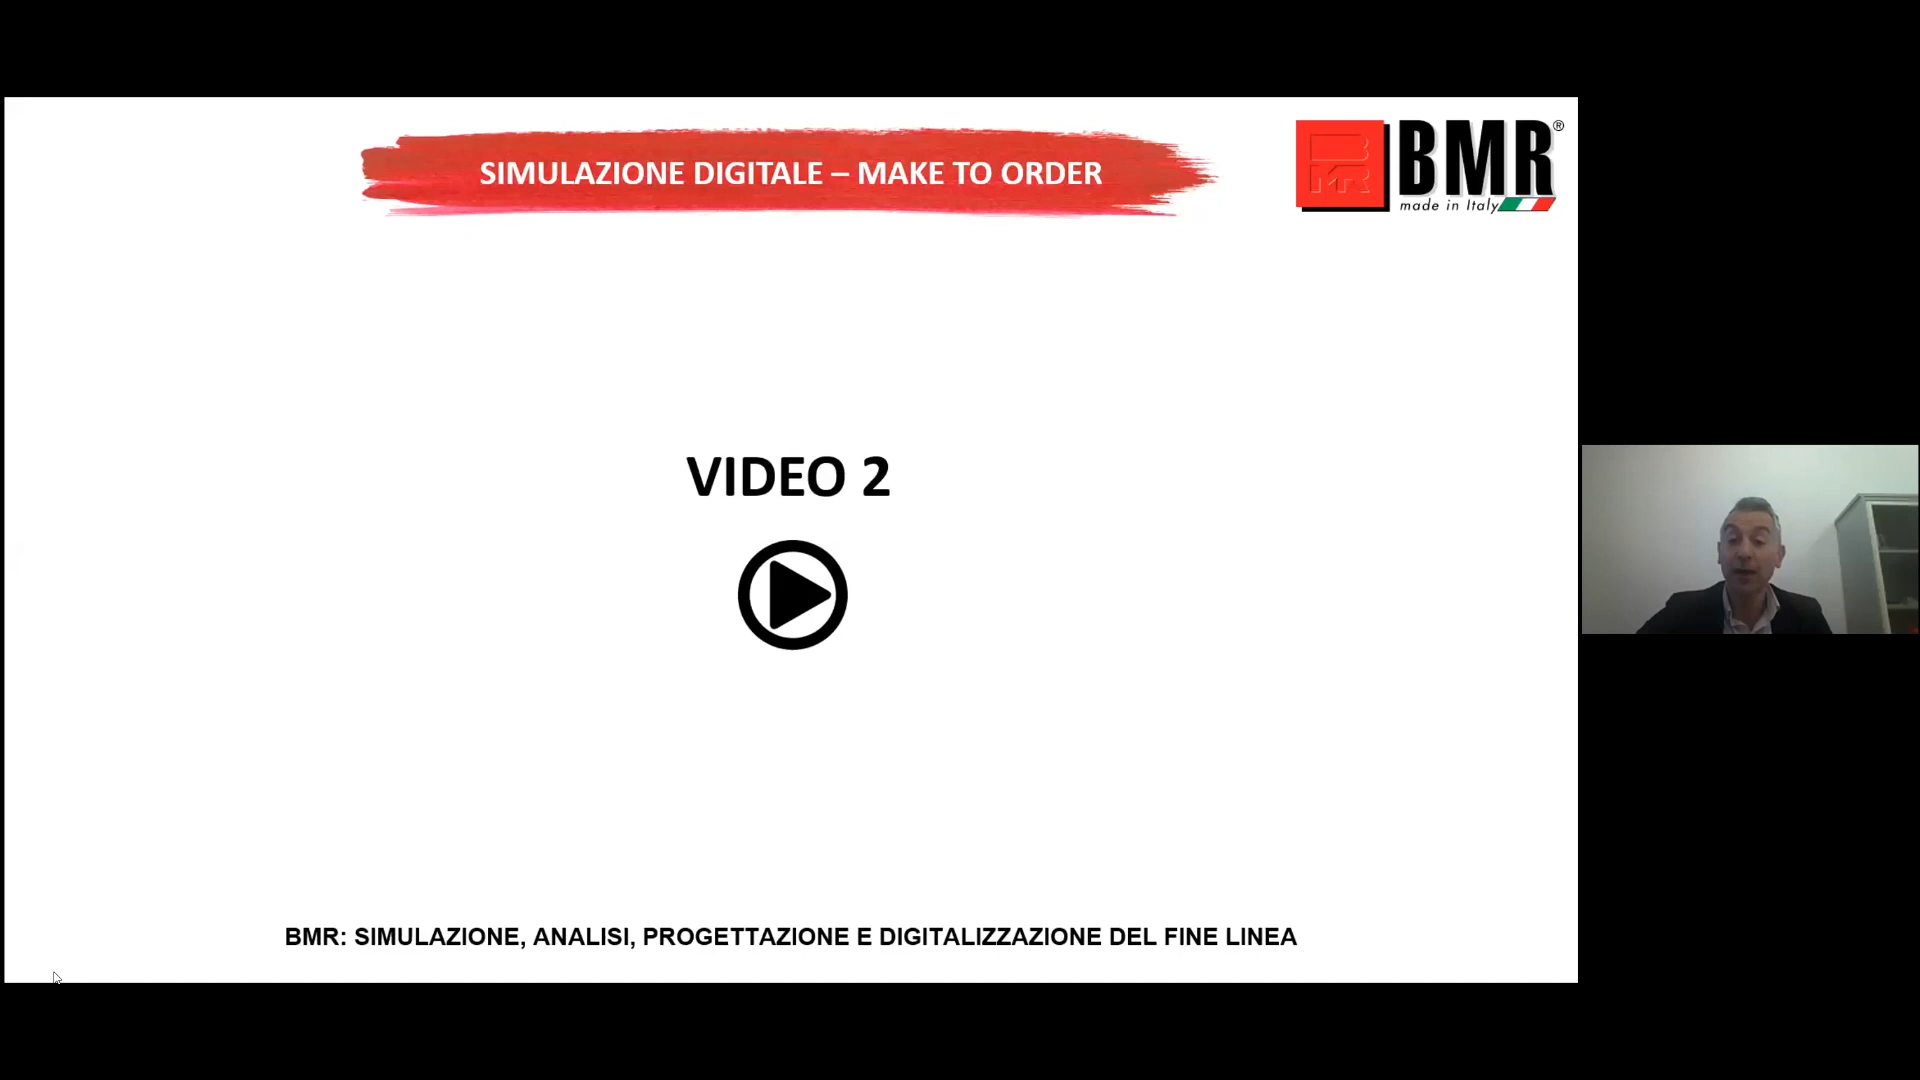 SIMULAZIONE DIGITALE – MAKE TO ORDER
BMR®
made in Italy
VIDEO 2
BMR: SIMULAZIONE, ANALISI, PROGETTAZIONE E DIGITALIZZAZIONE DEL FINE LINEA